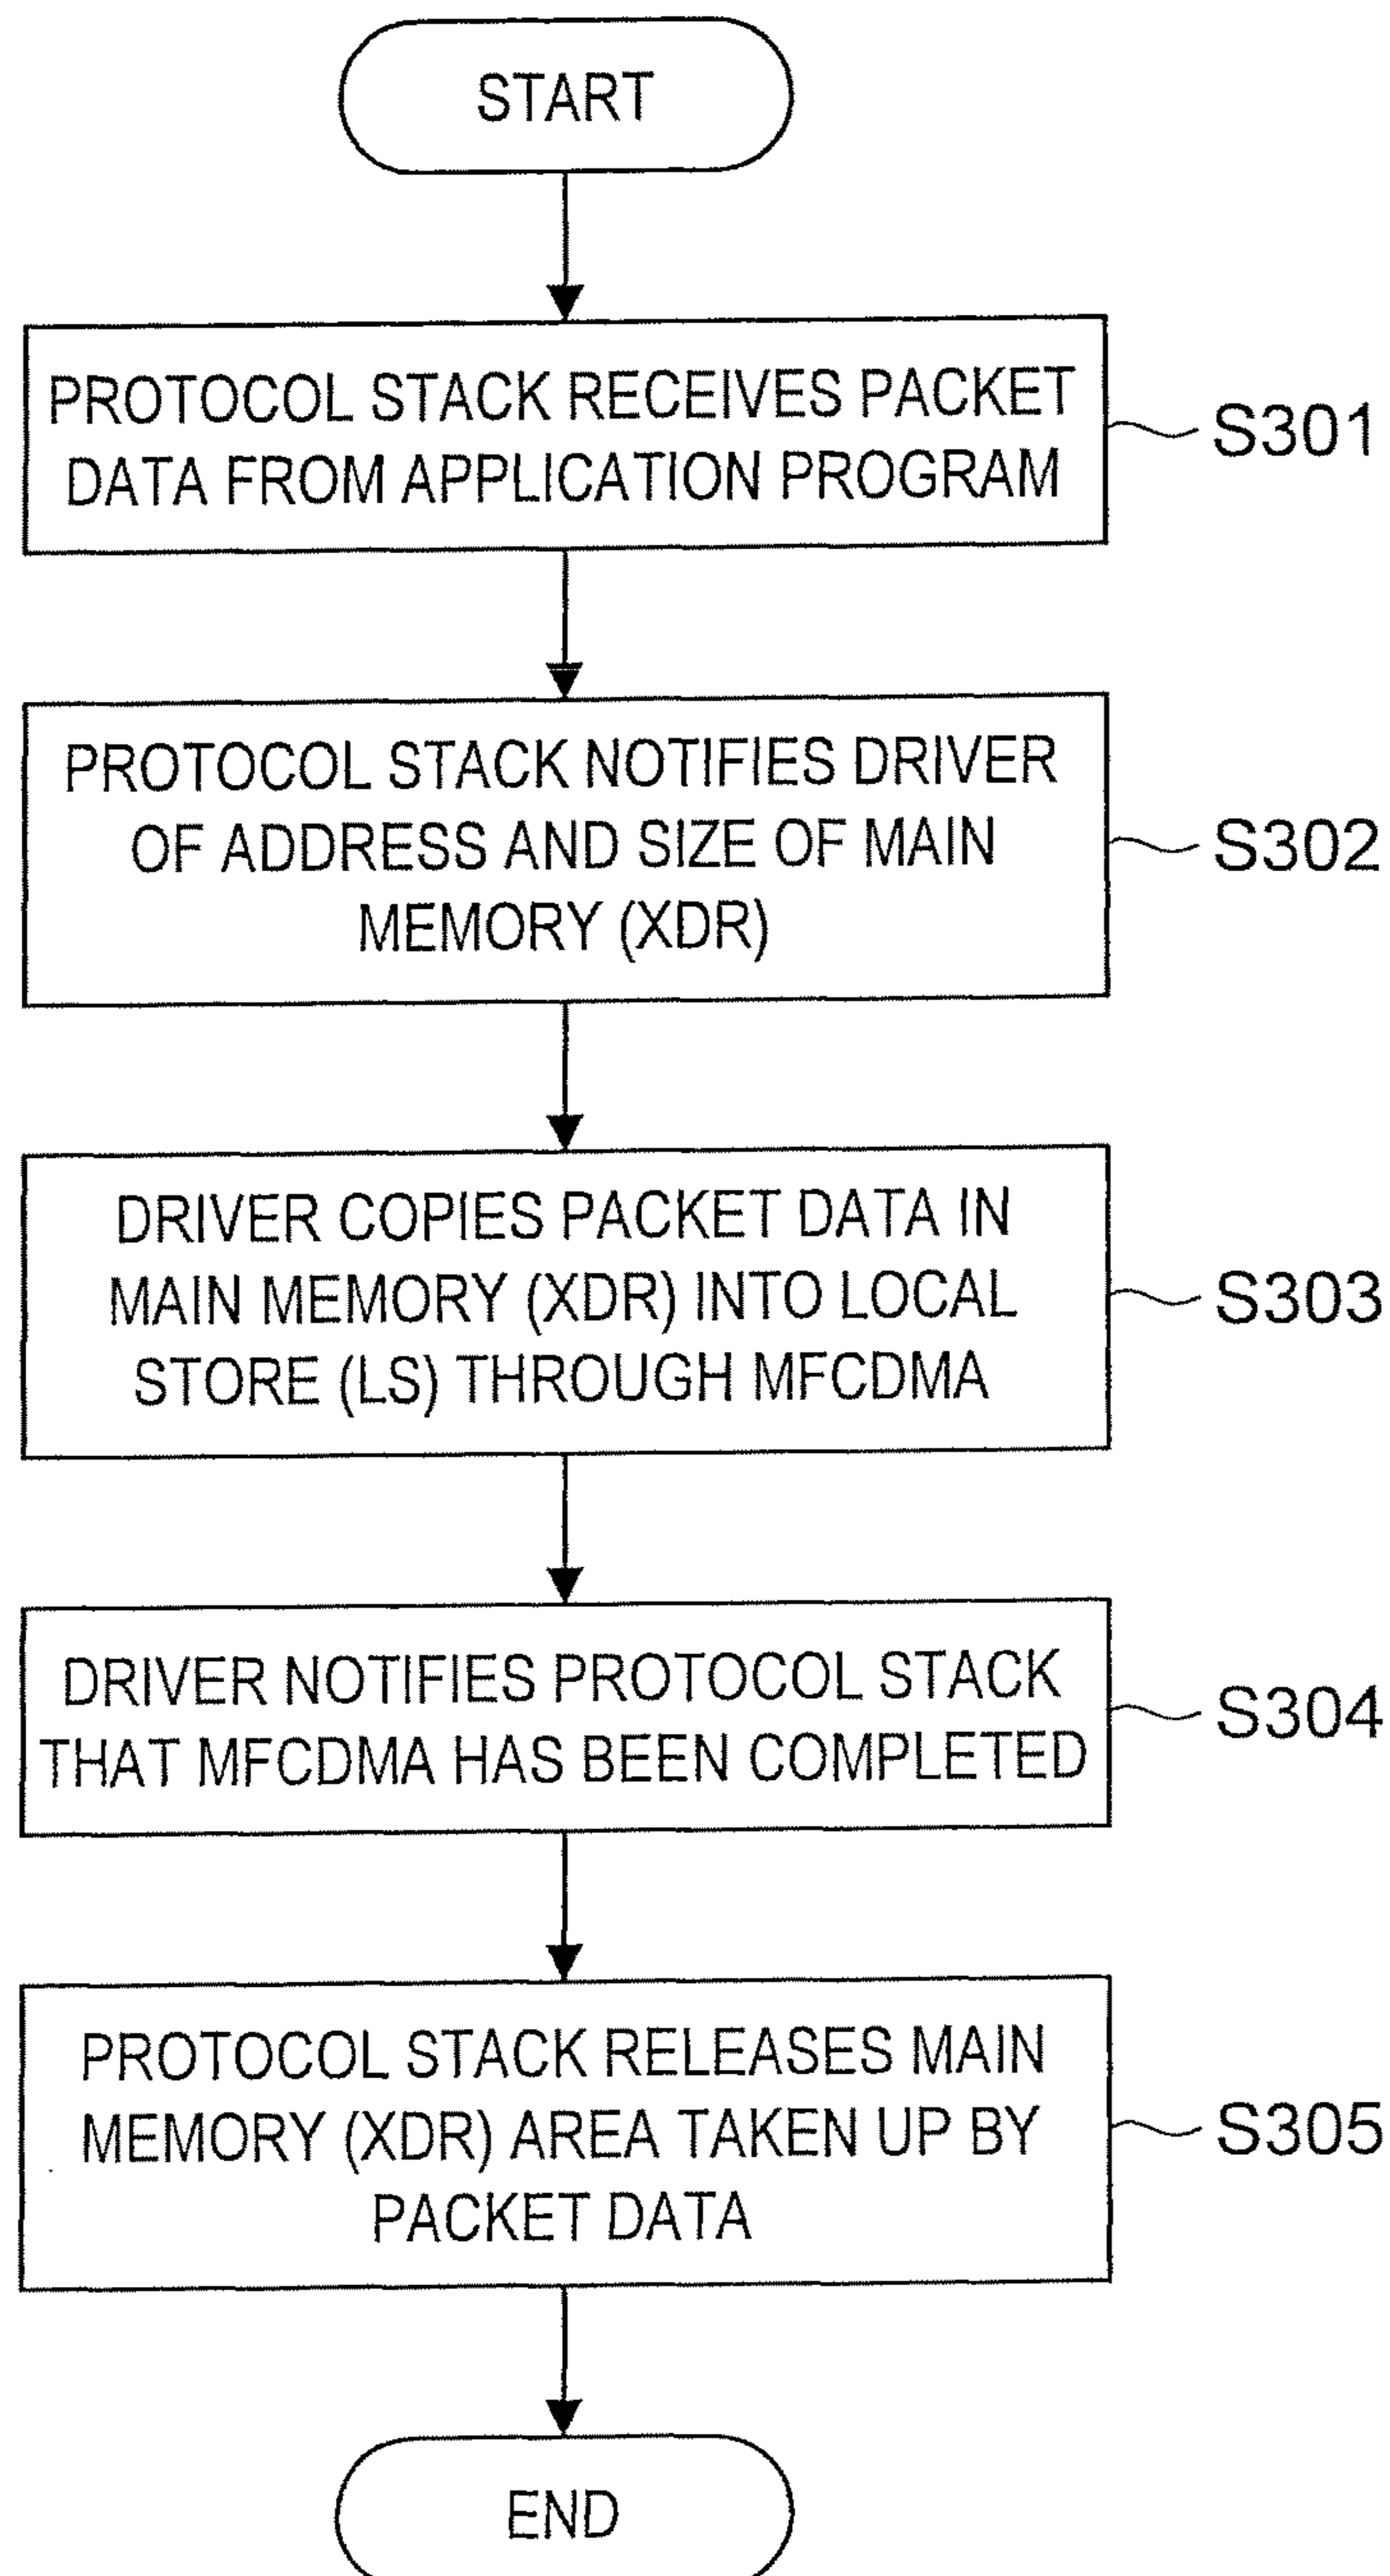 START
PROTOCOL STACK RECEIVES PACKET
DATA FROM APPLICATION PROGRAM
S301
PROTOCOL STACK NOTIFIES DRIVER
OF ADDRESS AND SIZE OF MAIN
MEMORY (XDR)
S302
DRIVER COPIES PACKET DATA IN
MAIN MEMORY (XDR) INTO LOCAL
STORE (LS) THROUGH MFCDMA
S303
DRIVER NOTIFIES PROTOCOL STACK
THAT MFCDMA HAS BEEN COMPLETED
S304
PROTOCOL STACK RELEASES MAIN
MEMORY (XDR) AREA TAKEN UP BY
PACKET DATA
S305
END